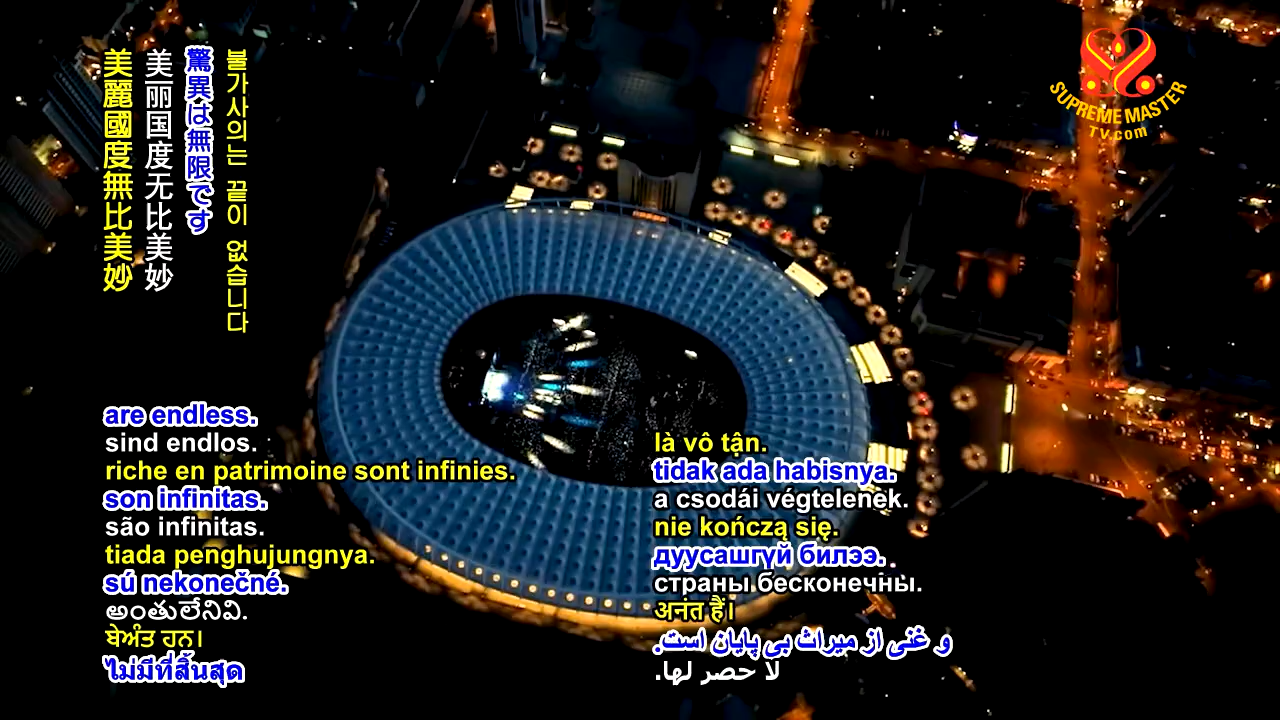 美麗國度無比美妙
美丽国度无比美妙
驚異は無限です
불가사의는 끝이 없습니다
SUPREME MASTER
TV.com
are endless.
sind endlos.
riche en patrimoine sont infinies.
son infinitas.
são infinitas.
tiada penghujungnya.
sú nekonečné.
అంతులేనివి.
ਬੇਅੰਤ ਹਨ।
ไม่มีที่สิ้นสุด
là vô tận.
tidak ada habisnya.
a csodái végtelenek.
nie kończą się.
дуусашгүй билээ.
страны бесконечны.
अनंत हैं।
و غنی از میراث بی پایان است.
لا حصر لها.